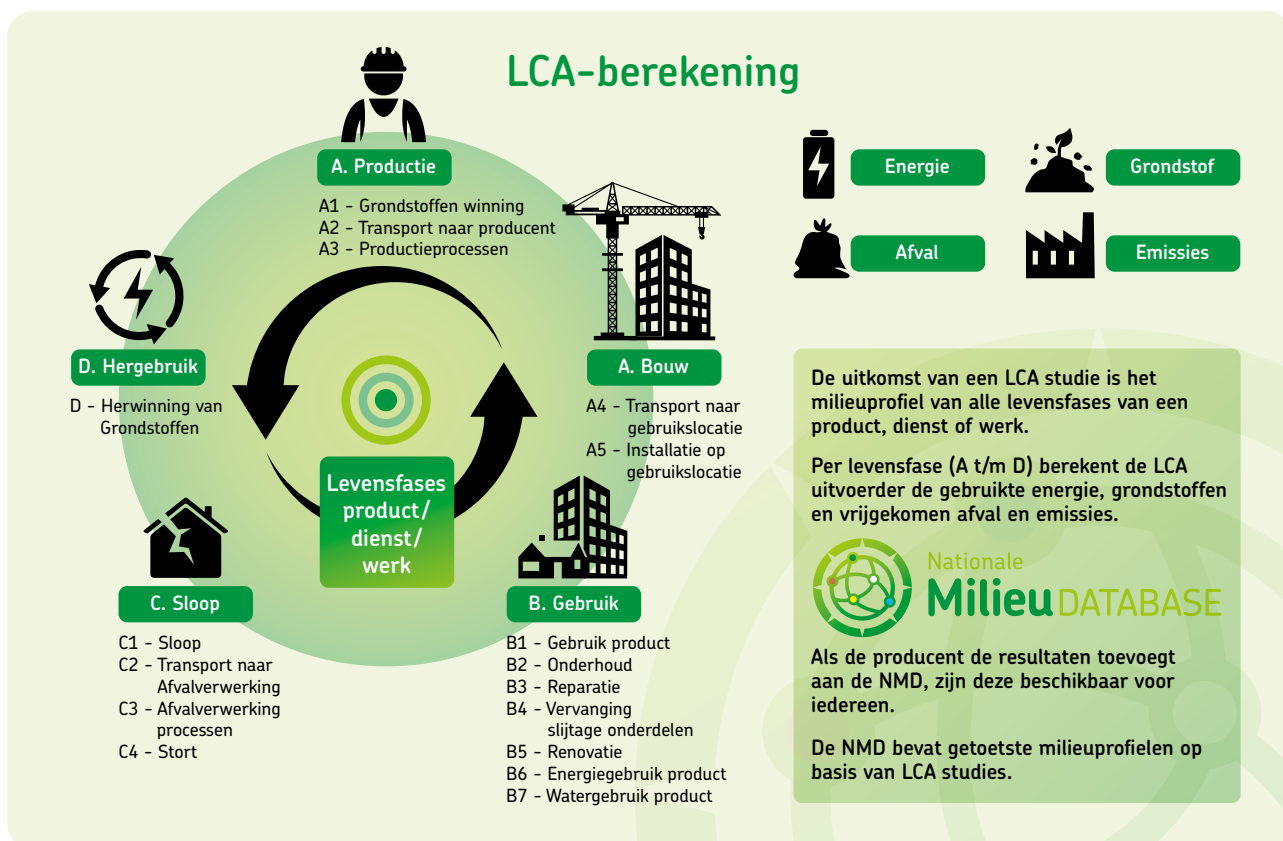 LCA-berekening
A. Productie
A1 - Grondstoffen winning
A2 - Transport naar producent
A3 - Productieprocessen
Energie
Grondstof
Afval
Emissies
D. Hergebruik
D - Herwinning van
Grondstoffen
A. Bouw
A4 - Transport naar
gebruikslocatie
A5 - Installatie op
gebruikslocatie
Levensfases
product/
dienst/
werk
C. Sloop
C1 - Sloop
C2 - Transport naar
Afvalverwerking
C3 - Afvalverwerking
processen
C4 - Stort
B. Gebruik
B1 - Gebruik product
B2 - Onderhoud
B3 - Reparatie
B4 - Vervanging
slijtage onderdelen
B5 - Renovatie
B6 - Energiegebruik product
B7 - Watergebruik product
De uitkomst van een LCA studie is het
milieuprofiel van alle levensfases van een
product, dienst of werk.
Per levensfase (A t/m D) berekent de LCA
uitvoerder de gebruikte energie, grondstoffen
en vrijgekomen afval en emissies.
Nationale
MilieuDATABASE
Als de producent de resultaten toevoegt
aan de NMD, zijn deze beschikbaar voor
iedereen.
De NMD bevat getoetste milieuprofielen op
basis van LCA studies.